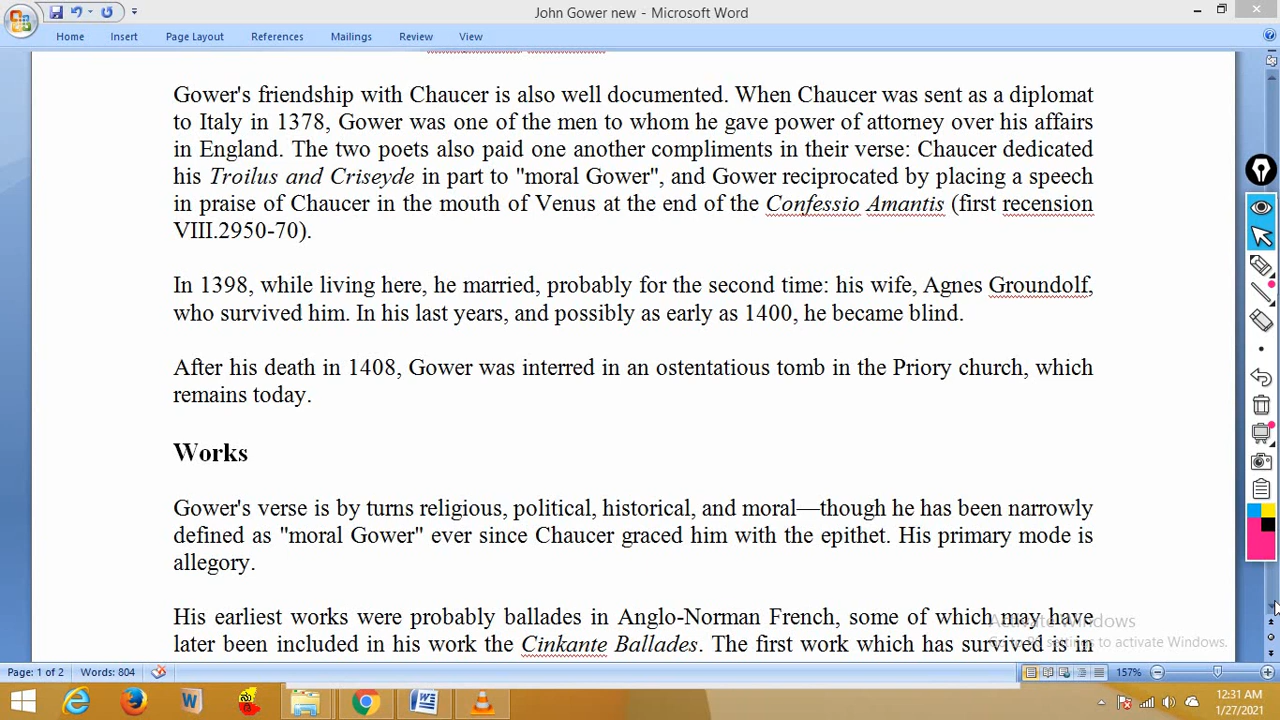 John Gower new - Microsoft Word
Home Insert Page Layout References Mailings Review View
Gower's friendship with Chaucer is also well documented. When Chaucer was sent as a diplomat
to Italy in 1378, Gower was one of the men to whom he gave power of attorney over his affairs
in England. The two poets also paid one another compliments in their verse: Chaucer dedicated
his Troilus and Criseyde in part to "moral Gower", and Gower reciprocated by placing a speech
in praise of Chaucer in the mouth of Venus at the end of the Confessio Amantis (first recension
VIII.2950-70).
In 1398, while living here, he married, probably for the second time: his wife, Agnes Groundolf,
who survived him. In his last years, and possibly as early as 1400, he became blind.
After his death in 1408, Gower was interred in an ostentatious tomb in the Priory church, which
remains today.
Works
Gower's verse is by turns religious, political, historical, and moral—though he has been narrowly
defined as "moral Gower" ever since Chaucer graced him with the epithet. His primary mode is
allegory.
His earliest works were probably ballades in Anglo-Norman French, some of which may have
later been included in his work the Cinkante Ballades. The first work which has survived is in
Activate Windows
Go to PC settings to activate Windows.
Page: 1 of 2 Words: 804 157%
12:31 AM
1/27/2021